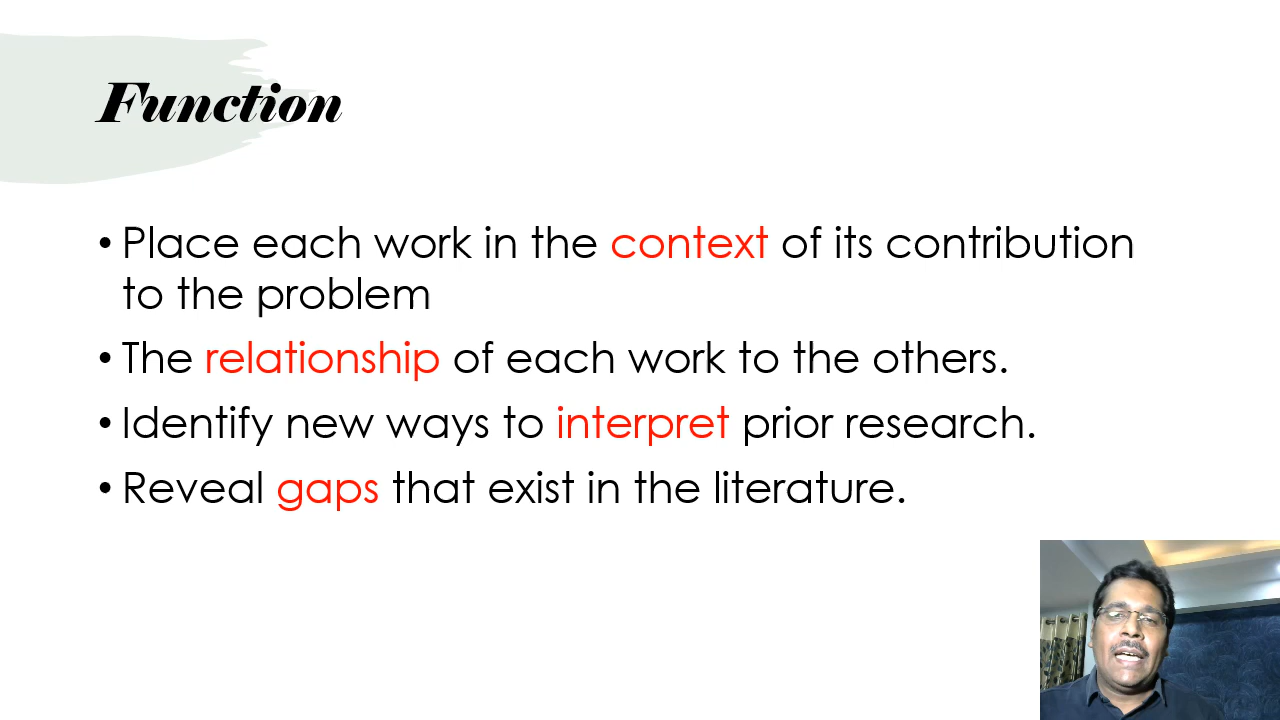 Function
• Place each work in the context of its contribution
to the problem
• The relationship of each work to the others.
• Identify new ways to interpret prior research.
• Reveal gaps that exist in the literature.